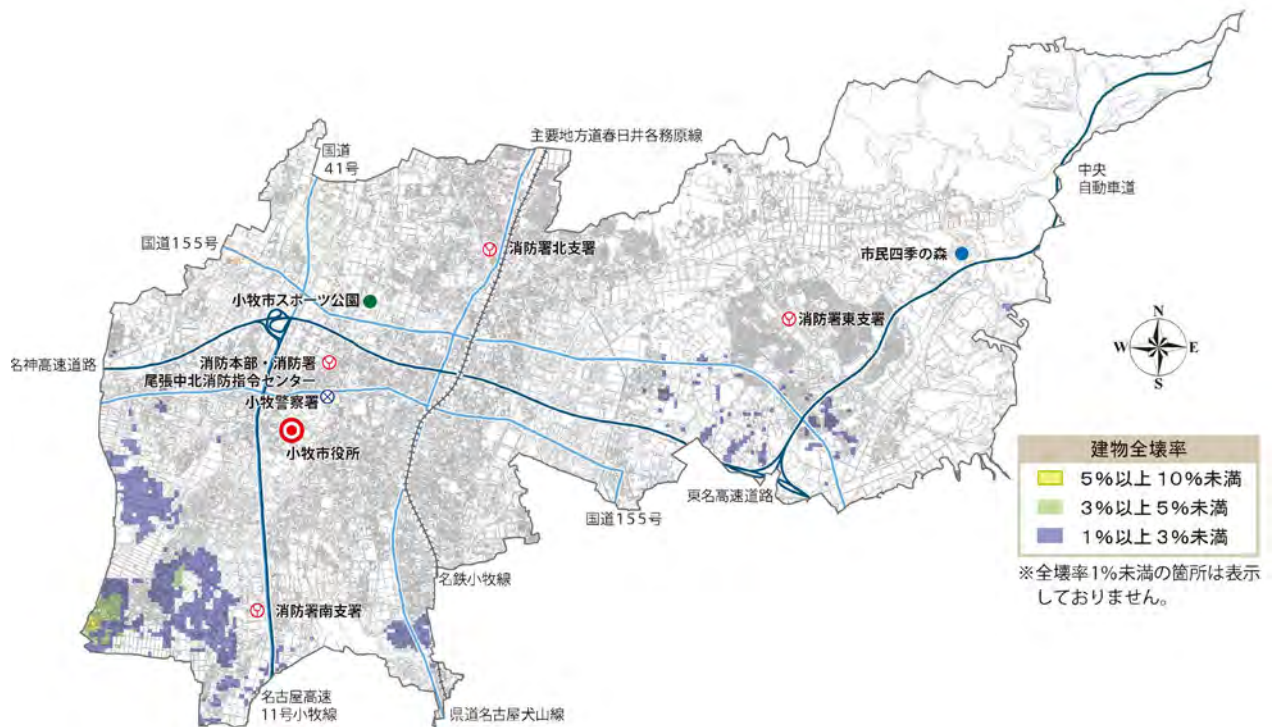 主要地方道春日井各務原線
国道
41号
中央
自動車道
国道155号
消防署北支署
市民四季の森
小牧市スポーツ公園
消防署東支署
N
W
E
S
名神高速道路
消防本部・消防署
尾張中北消防指令センター
小牧警察署
小牧市役所
建物全壊率
5%以上10%未満
3%以上5%未満
1%以上3%未満
※全壊率1%未満の箇所は表示
しておりません。
東名高速道路
国道155号
名鉄小牧線
消防署南支署
名古屋高速
11号小牧線
県道名古屋犬山線